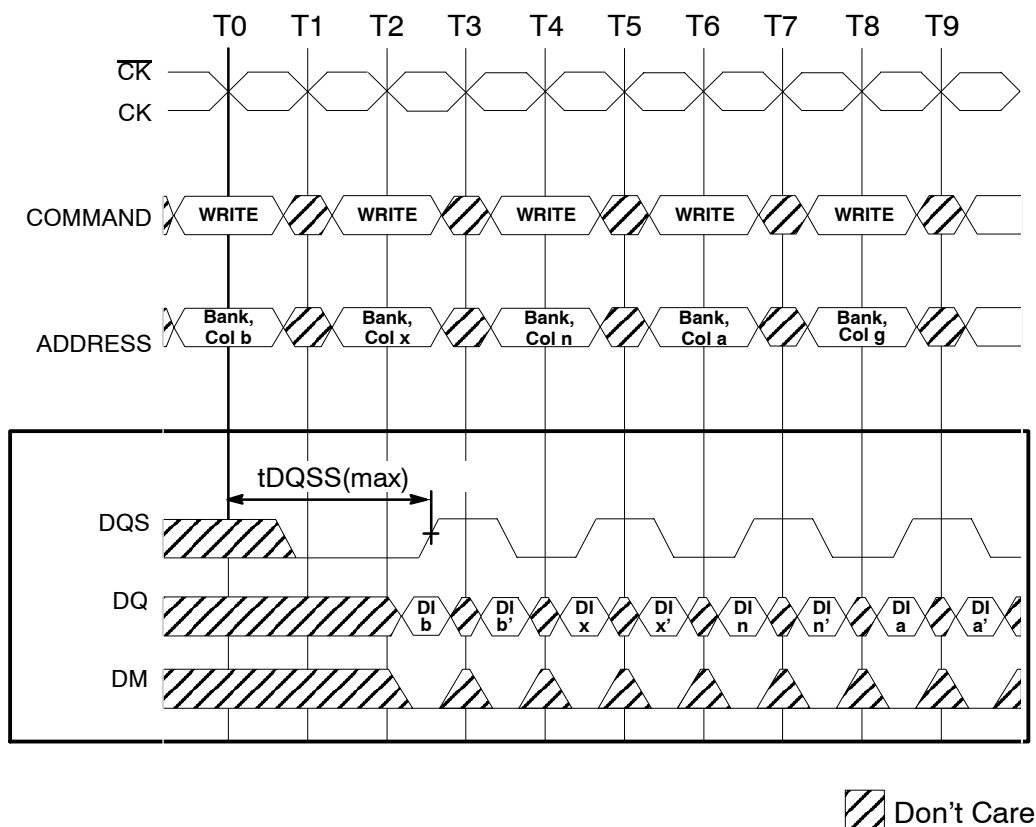 T0 T1 T2 T3 T4 T5 T6 T7 T8 T9
CK
CK
COMMAND WRITE WRITE WRITE WRITE WRITE
ADDRESS Bank, Col b Bank, Col x Bank, Col n Bank, Col a Bank, Col g
tDQSS(max)
DQS
DQ DI b DI b’ DI x DI x’ DI n DI n’ DI a DI a’
DM
Don't Care